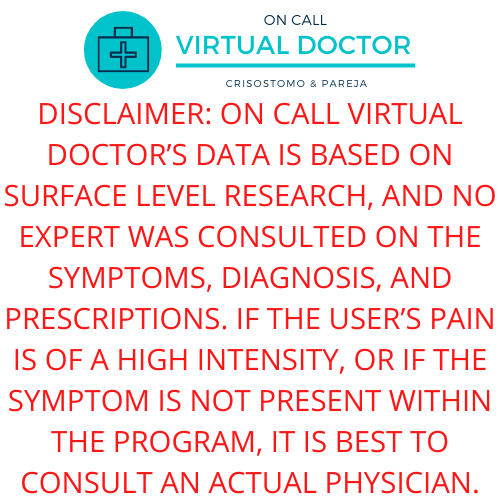 ON CALL
VIRTUAL DOCTOR
CRISOSTOMO & PAREJA
DISCLAIMER: ON CALL VIRTUAL
DOCTOR’S DATA IS BASED ON
SURFACE LEVEL RESEARCH, AND NO
EXPERT WAS CONSULTED ON THE
SYMPTOMS, DIAGNOSIS, AND
PRESCRIPTIONS. IF THE USER’S PAIN
IS OF A HIGH INTENSITY, OR IF THE
SYMPTOM IS NOT PRESENT WITHIN
THE PROGRAM, IT IS BEST TO
CONSULT AN ACTUAL PHYSICIAN.